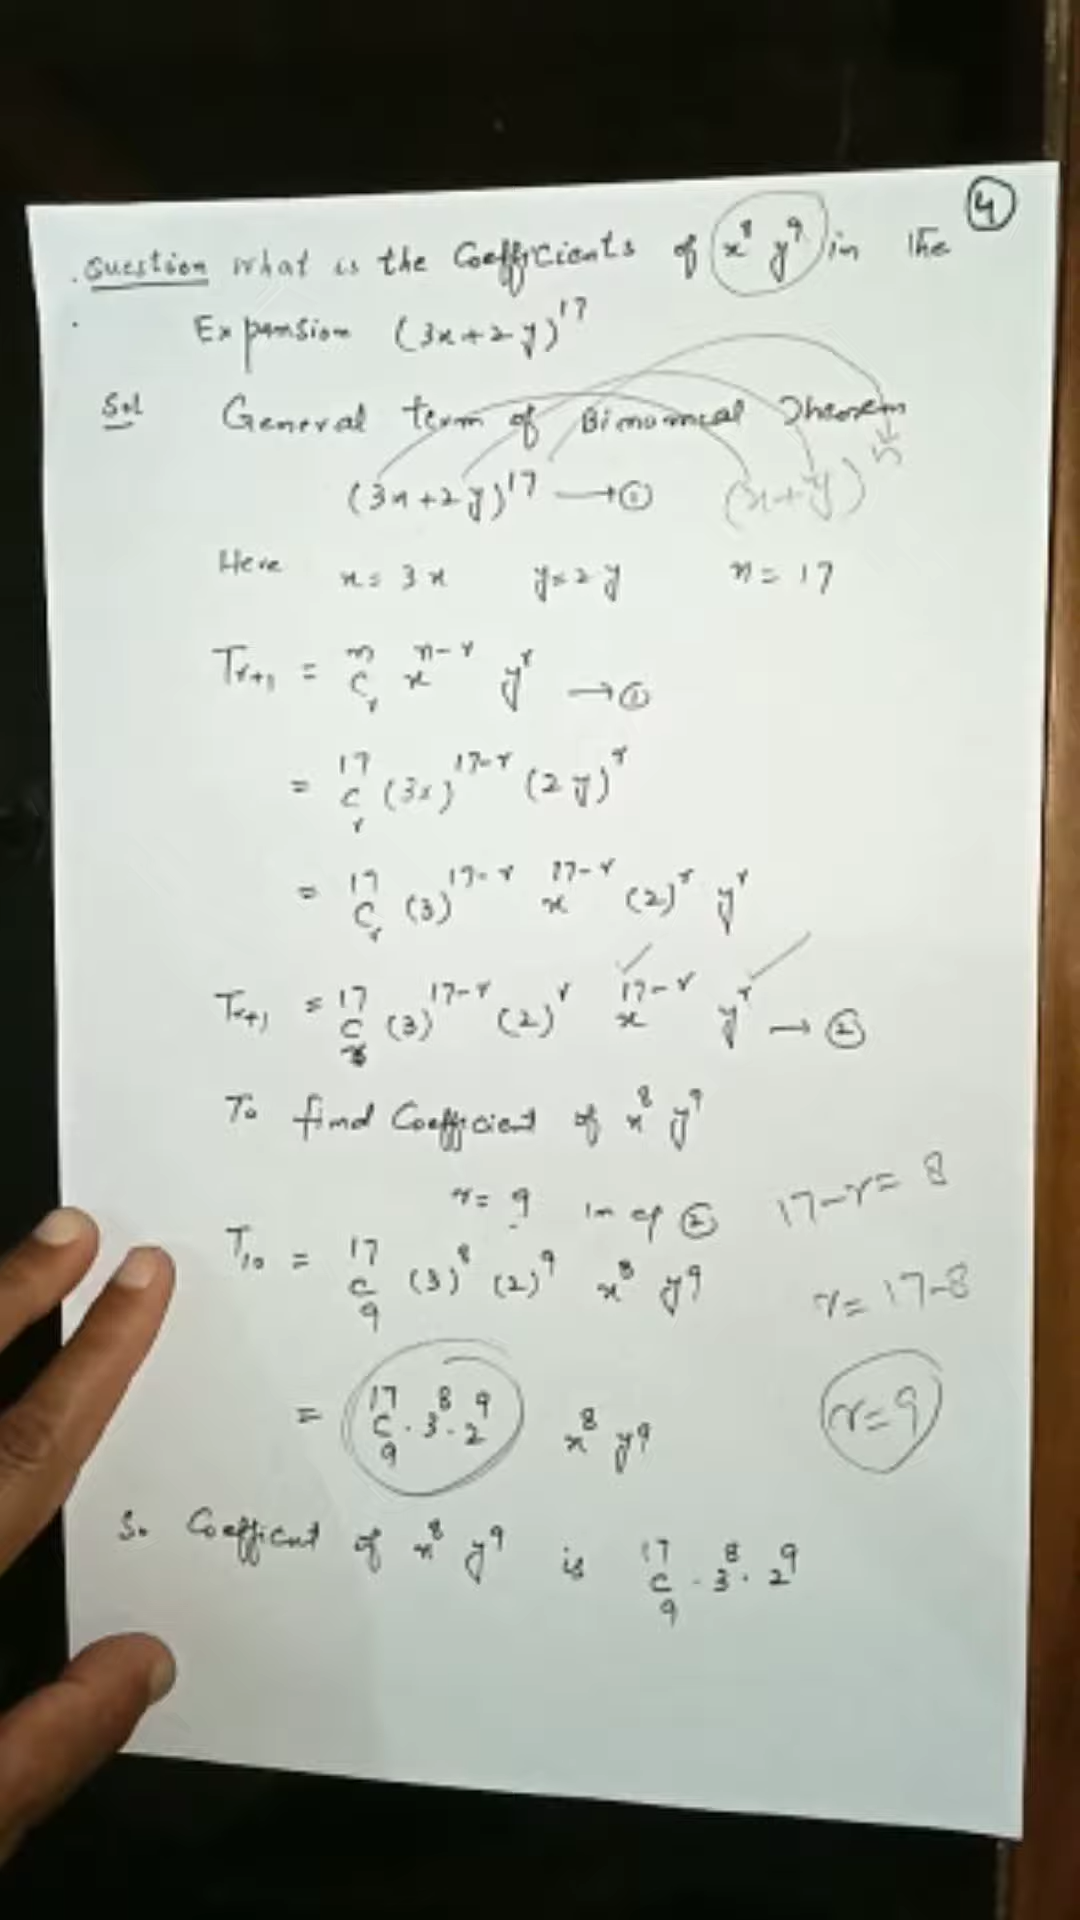 ④
Question what is the Coefficients of x⁸ y⁹ in the
Expansion (3x+2y)¹⁷
Sol General term of Binomial Theorem
(3x+2y)¹⁷ → ① (x+y)ⁿ
Here x = 3x y = 2y n = 17
Tᵣ₊₁ = ⁿCᵣ xⁿ⁻ʳ yʳ → ①
= ¹⁷Cᵣ (3x)¹⁷⁻ʳ (2y)ʳ
= ¹⁷Cᵣ (3)¹⁷⁻ʳ x¹⁷⁻ʳ (2)ʳ yʳ
Tᵣ₊₁ = ¹⁷Cᵣ (3)¹⁷⁻ʳ (2)ʳ x¹⁷⁻ʳ yʳ → ②
To find Coefficient of x⁸ y⁹
r = 9 in eq ② 17-r = 8
T₁₀ = ¹⁷C₉ (3)⁸ (2)⁹ x⁸ y⁹ r = 17-8
= ¹⁷C₉ . 3⁸ . 2⁹ x⁸ y⁹ r=9
So Coefficent of x⁸ y⁹ is ¹⁷C₉ . 3⁸ . 2⁹